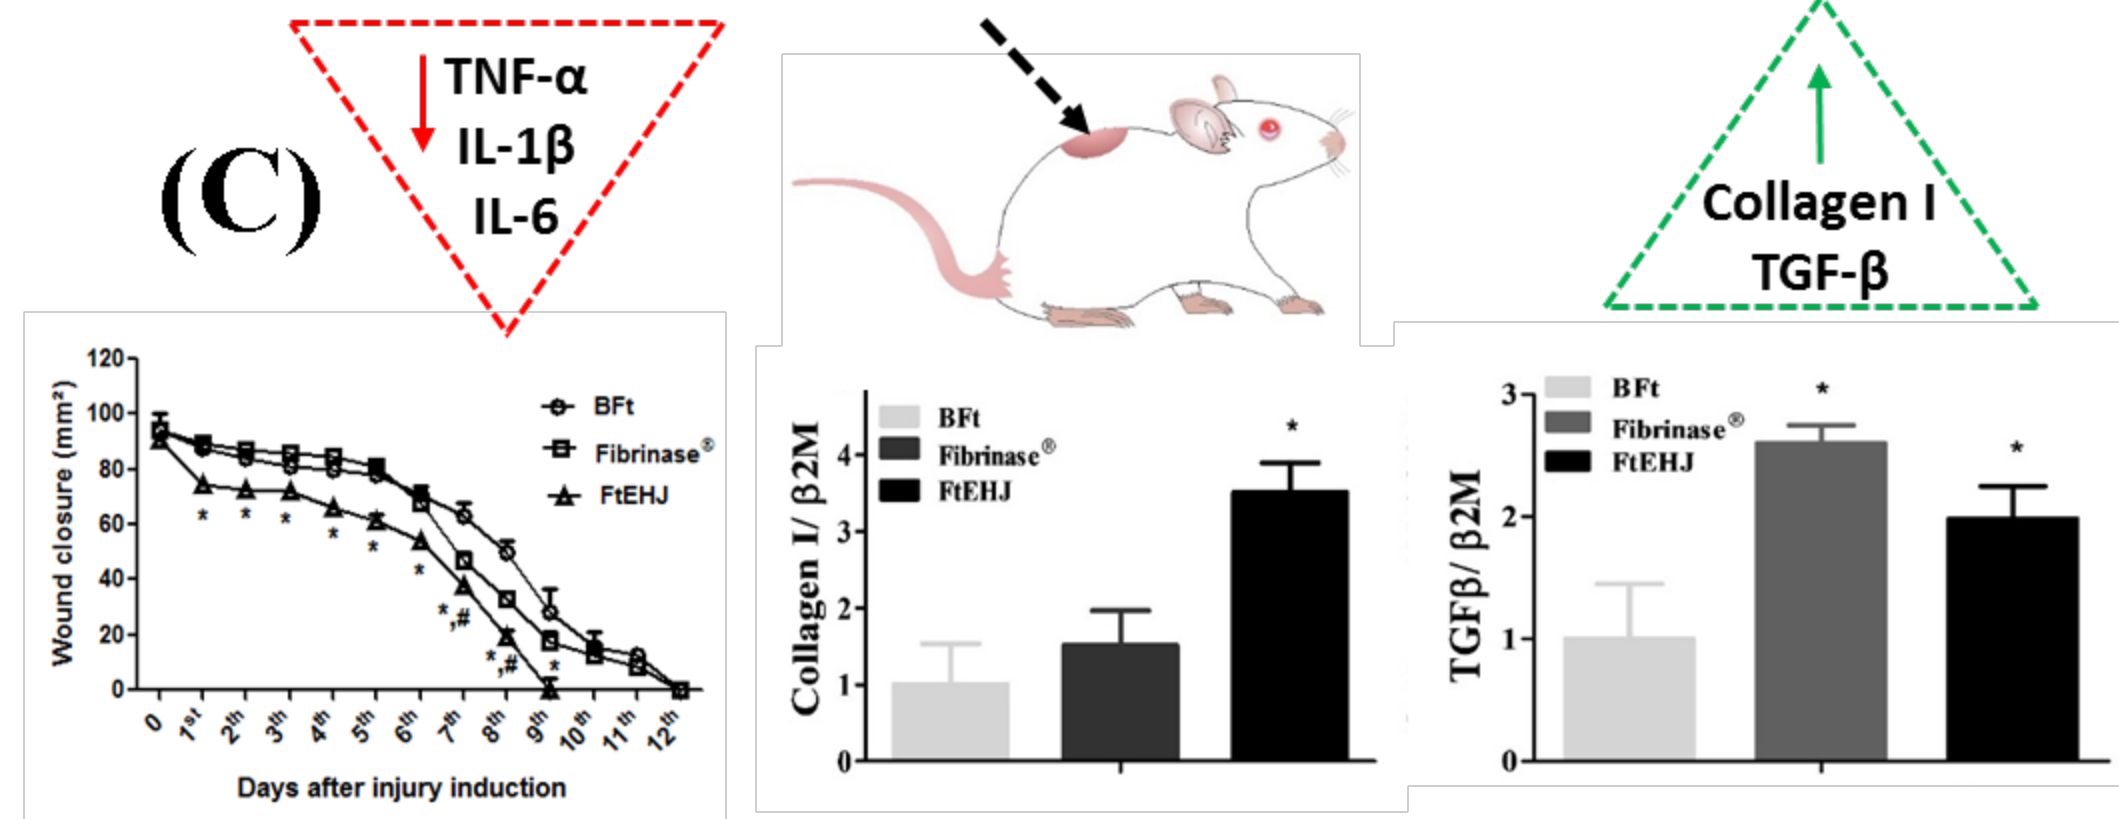 (C)
TNF-α
IL-1β
IL-6
Collagen I
TGF-β
120
100
80
60
40
20
0
Wound closure (mm²)
BFt
Fibrinase®
FtEHJ
*
*
*
*
*
*
*,#
*,#
*
0 1st 2th 3th 4th 5th 6th 7th 8th 9th 10th 11th 12th
Days after injury induction
Collagen I/ β2M
4
3
2
1
0
BFt
Fibrinase®
FtEHJ
*
TGFβ/ β2M
3
2
1
0
BFt
Fibrinase®
FtEHJ
*
*